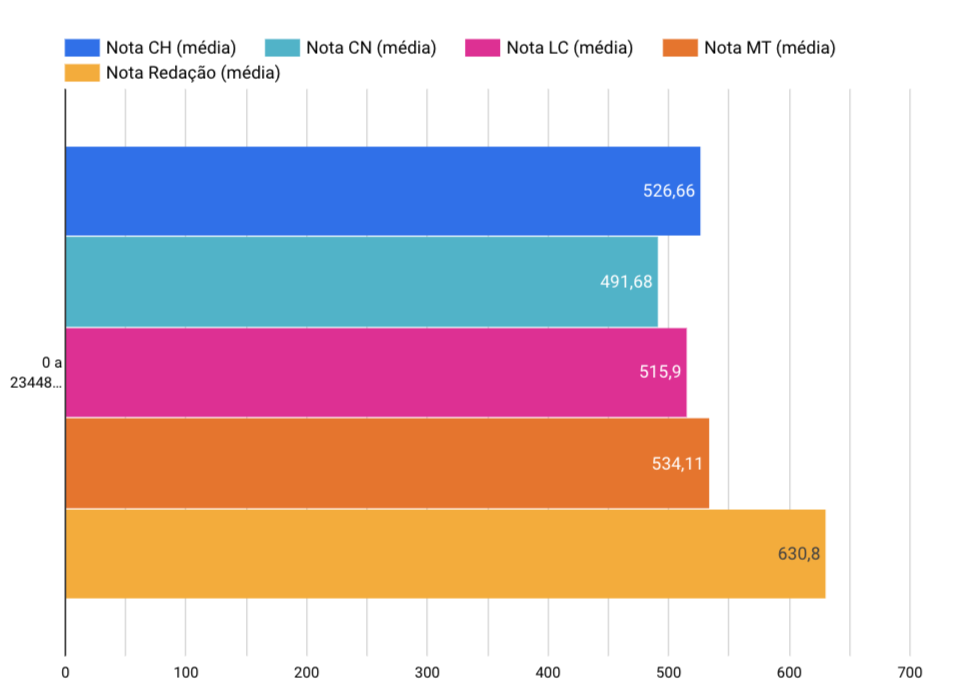 Nota CH (média) Nota CN (média) Nota LC (média) Nota MT (média)
Nota Redação (média)
526,66
491,68
0 a
23448...
515,9
534,11
630,8
0 100 200 300 400 500 600 700